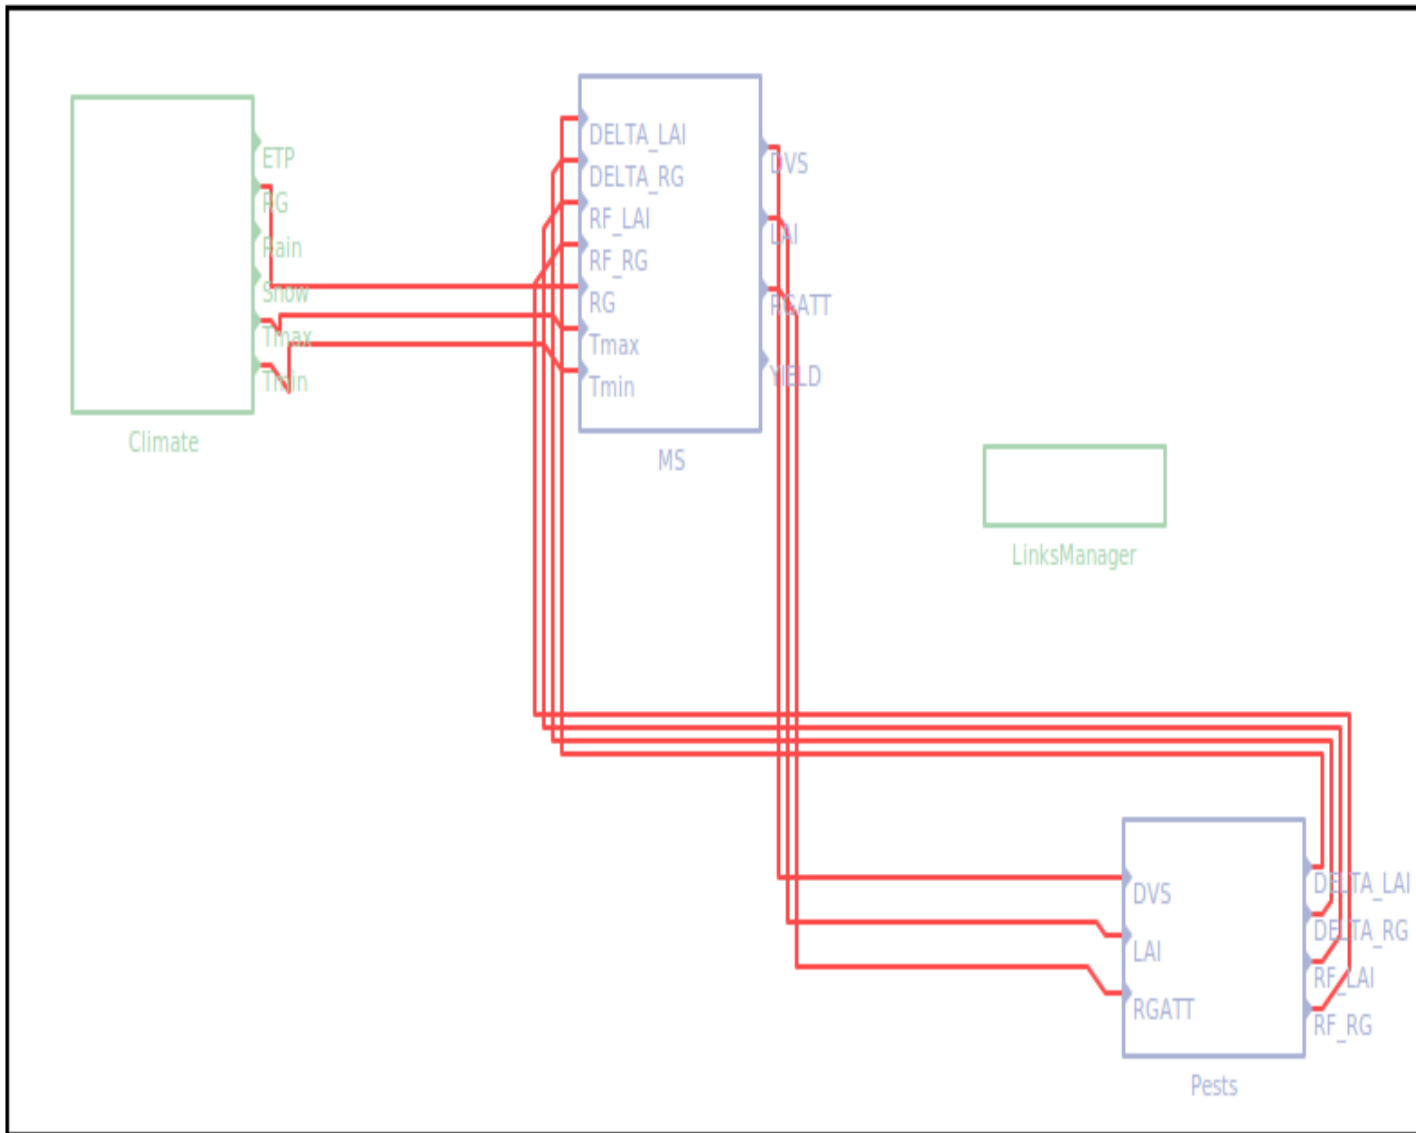 ETP
RG
Rain
Snow
Tmax
Tmin
Climate
DELTA_LAI
DELTA_RG
RF_LAI
RF_RG
RG
Tmax
Tmin
DVS
LAI
RGATT
YIELD
MS
LinksManager
DVS
LAI
RGATT
DELTA_LAI
DELTA_RG
RF_LAI
RF_RG
Pests